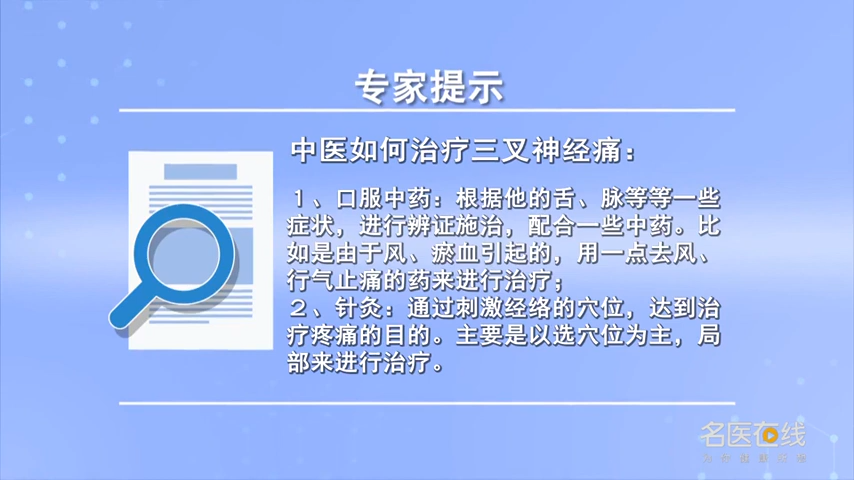 专家提示
中医如何治疗三叉神经痛：
1、口服中药：根据他的舌、脉等等一些
症状，进行辨证施治，配合一些中药。比
如是由于风、瘀血引起的，用一点去风、
行气止痛的药来进行治疗；
2、针灸：通过刺激经络的穴位，达到治
疗疼痛的目的。主要是以选穴位为主，局
部来进行治疗。
名医在线